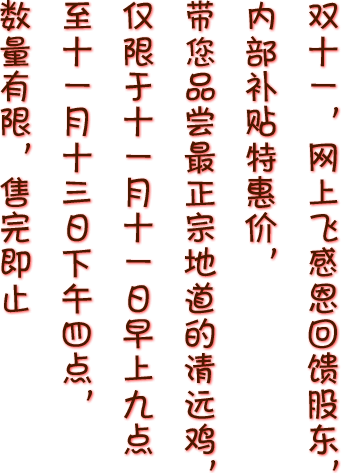 双十一，网上飞感恩回馈股东，
内部补贴特惠价，
带您品尝最正宗地道的清远鸡，
仅限于十一月十一日早上九点
至十一月十三日下午四点，
数量有限，售完即止